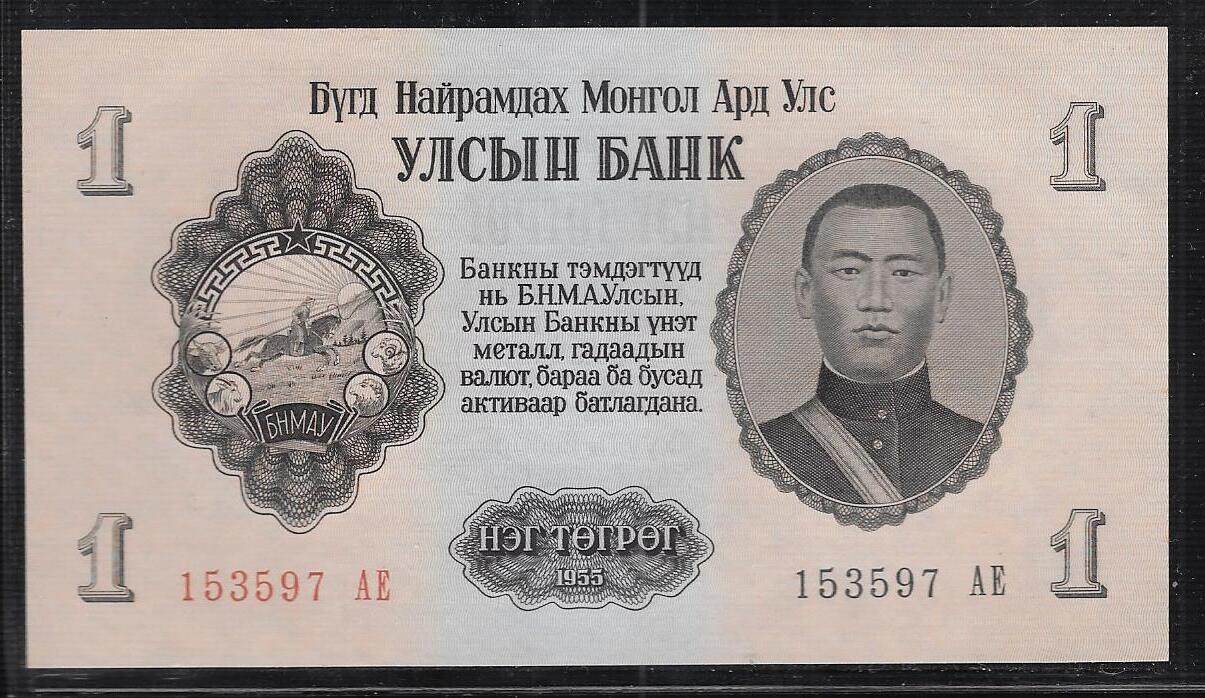 Бүгд Найрамдах Монгол Ард Улс
УЛСЫН БАНК
1
1
Банкны тэмдэгтүүд
нь Б.Н.М.А.Улсын,
Улсын Банкны үнэт
металл, гадаадын
валют, бараа ба бусад
активаар батлагдана.
БНМАУ
НЭГ ТӨГРӨГ
1955
1
153597 АЕ
153597 АЕ
1